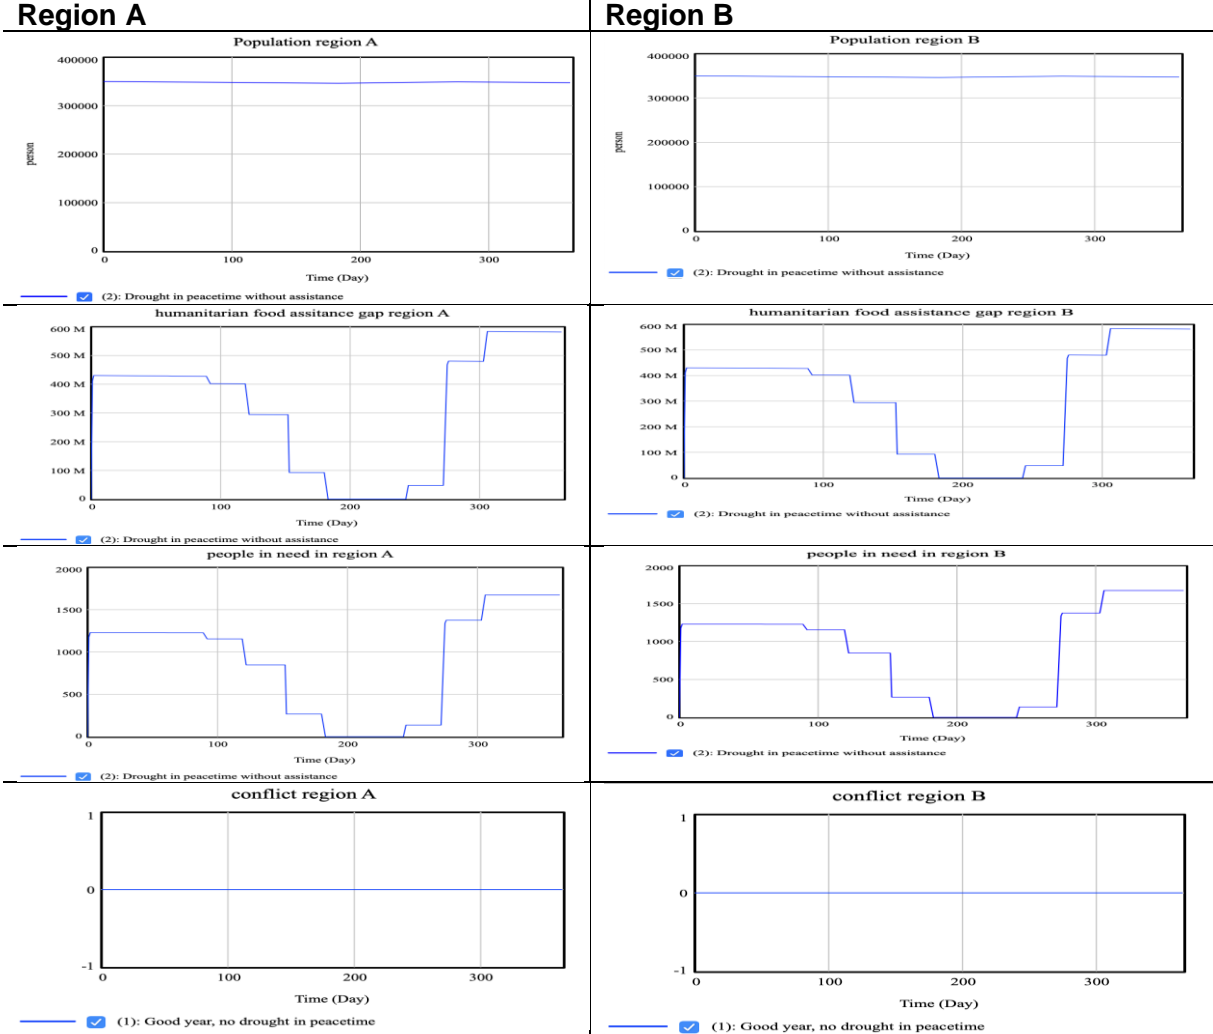 Region A
Region B
Population region A
400000
300000
200000
100000
0
person
0
100
200
300
Time (Day)
(2): Drought in peacetime without assistance
Population region B
400000
300000
200000
100000
0
person
0
100
200
300
Time (Day)
(2): Drought in peacetime without assistance
humanitarian food assitance gap region A
600 M
500 M
400 M
300 M
200 M
100 M
0
0
100
200
300
Time (Day)
(2): Drought in peacetime without assistance
humanitarian food assistance gap region B
600 M
500 M
400 M
300 M
200 M
100 M
0
0
100
200
300
Time (Day)
(2): Drought in peacetime without assistance
people in need in region A
2000
1500
1000
500
0
0
100
200
300
Time (Day)
(2): Drought in peacetime without assistance
people in need in region B
2000
1500
1000
500
0
0
100
200
300
Time (Day)
(2): Drought in peacetime without assistance
conflict region A
1
0
-1
0
100
200
300
Time (Day)
(1): Good year, no drought in peacetime
conflict region B
1
0
-1
0
100
200
300
Time (Day)
(1): Good year, no drought in peacetime